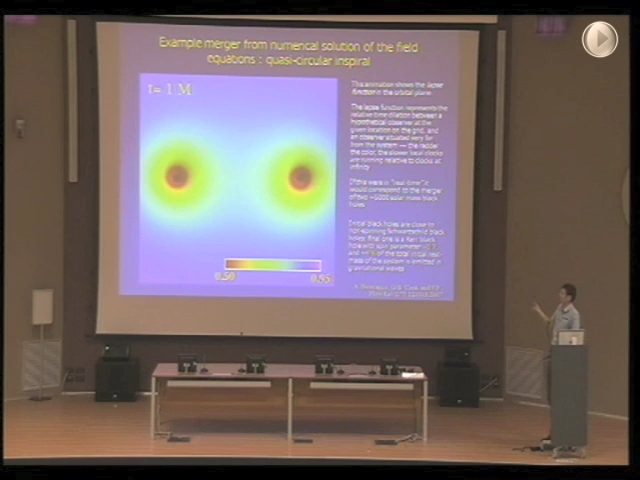 Example merger from numerical solution of the field
equations : quasi-circular inspiral
t= 1 M
This animation shows the lapse
function in the orbital plane.
The lapse function represents the
relative time dilation between a
hypothetical observer at the
given location on the grid, and
an observer situated very far
from the system — the redder
the color, the slower local clocks
are running relative to clocks at
infinity
If this were in "real-time" it
would correspond to the merger
of two solar mass black
holes
Initial black holes are close to
non-spinning Schwarzschild black
holes; final one is a Kerr black
hole with spin parameter
and of the total initial rest-
mass of the system is emitted in
gravitational waves
0.50
0.95